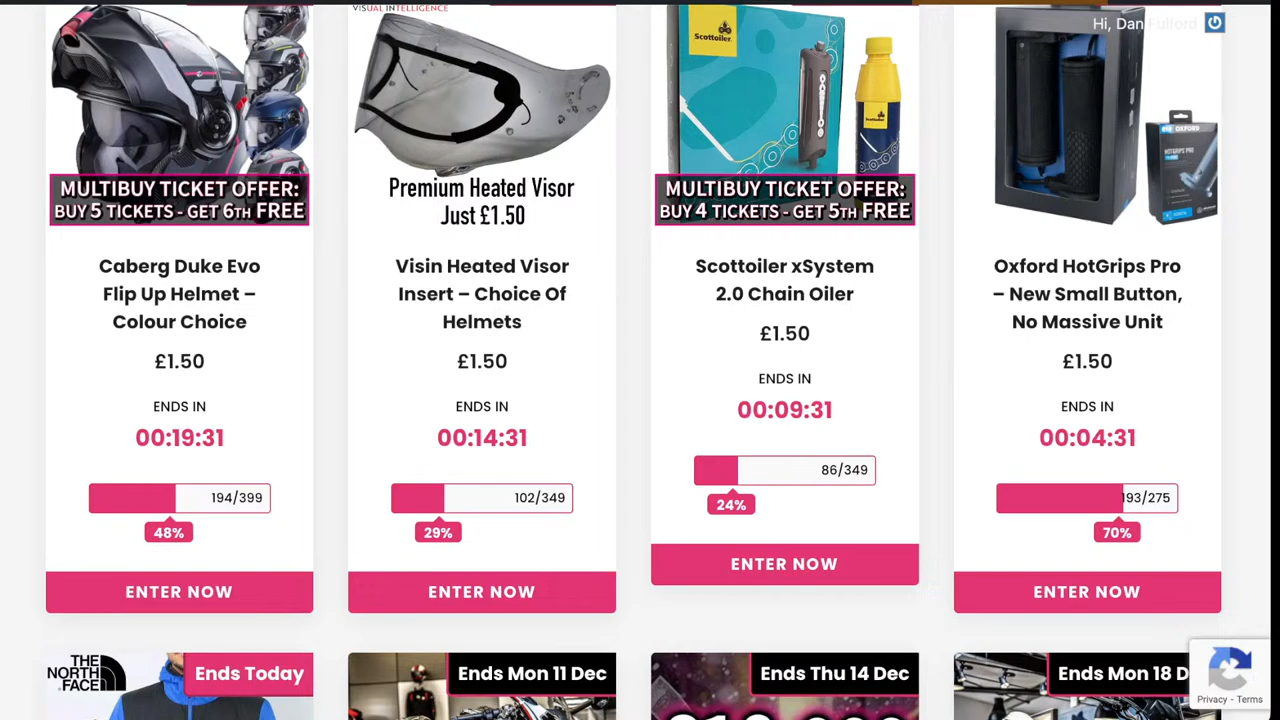 VISUAL INTELLIGENCE
Hi, Dan Fulford
Scottoiler
Scottoiler
OXFORD
HOTGRIPS PRO
MULTIBUY TICKET OFFER:
BUY 5 TICKETS - GET 6TH FREE
Premium Heated Visor
Just £1.50
MULTIBUY TICKET OFFER:
BUY 4 TICKETS - GET 5TH FREE
Caberg Duke Evo
Flip Up Helmet –
Colour Choice
£1.50
ENDS IN
00:19:31
194/399
48%
ENTER NOW
Visin Heated Visor
Insert – Choice Of
Helmets
£1.50
ENDS IN
00:14:31
102/349
29%
ENTER NOW
Scottoiler xSystem
2.0 Chain Oiler
£1.50
ENDS IN
00:09:31
86/349
24%
ENTER NOW
Oxford HotGrips Pro
– New Small Button,
No Massive Unit
£1.50
ENDS IN
00:04:31
193/275
70%
ENTER NOW
THE
NORTH
FACE
Ends Today
Ends Mon 11 Dec
Ends Thu 14 Dec
Ends Mon 18 D
Privacy - Terms